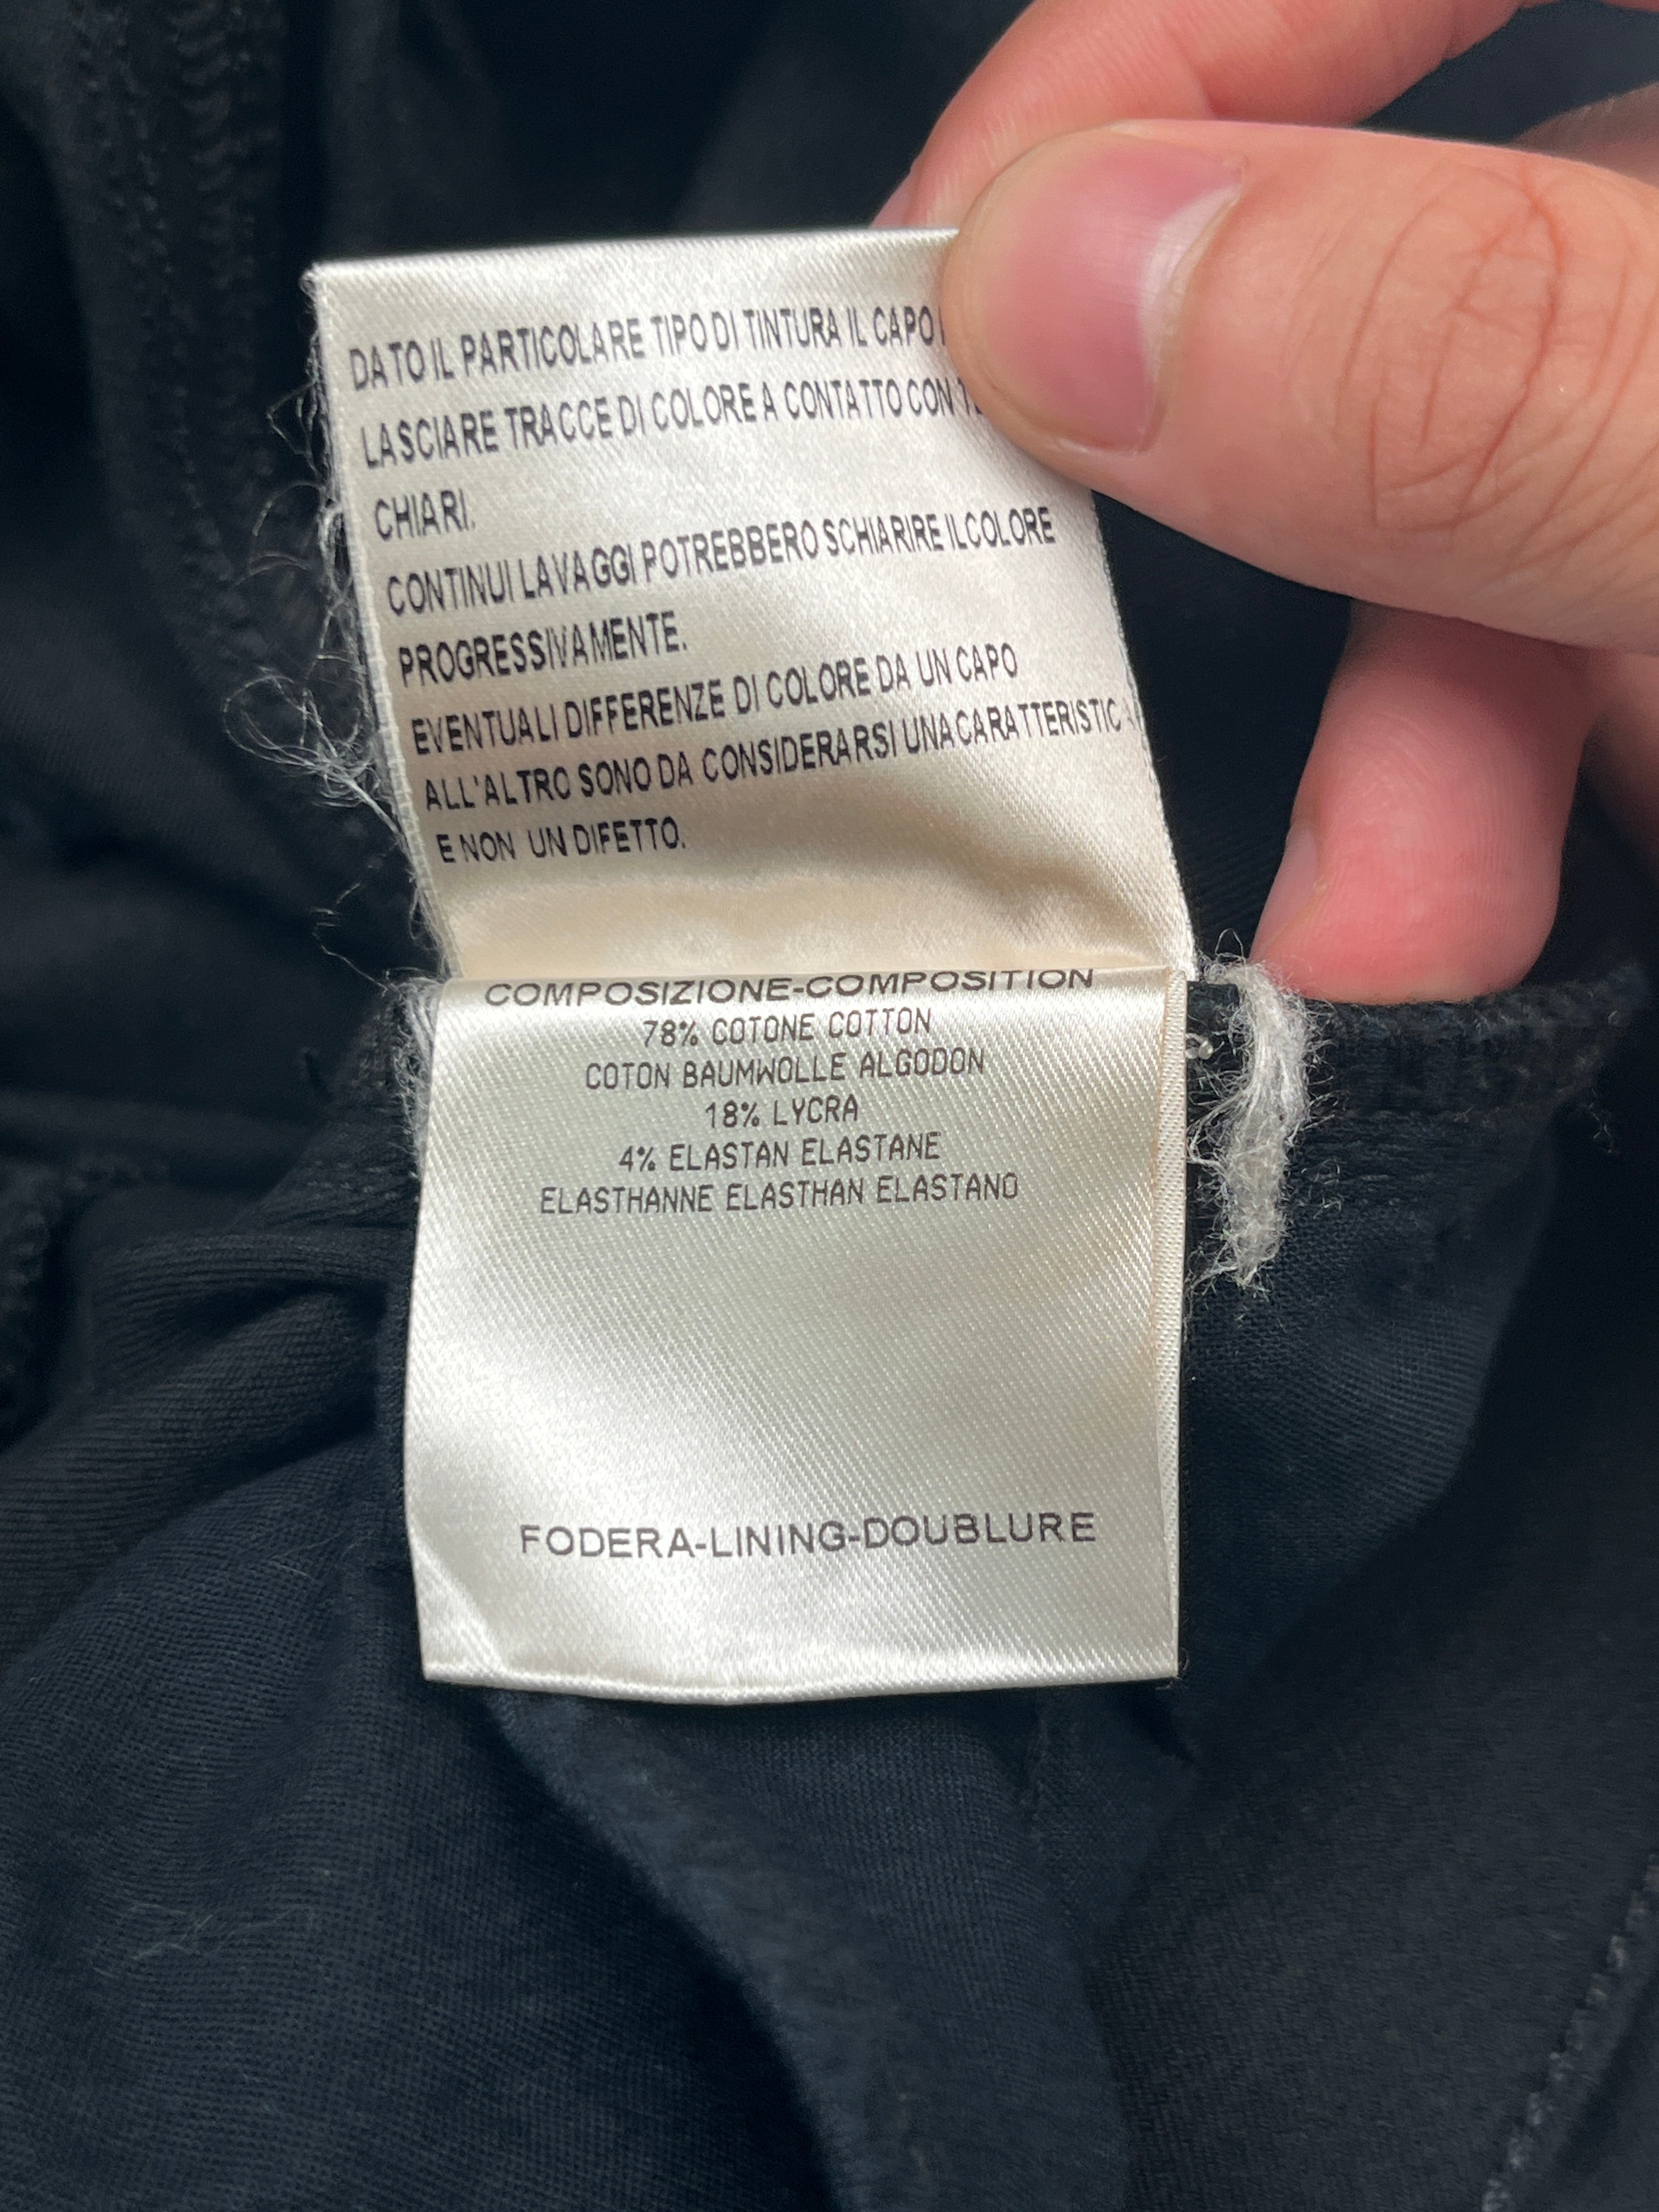 DATO IL PARTICOLARE TIPO DI TINTURA IL CAPO
LASCIARE TRACCE DI COLORE A CONTATTO CON
CHIARI.
CONTINUI LAVAGGI POTREBBERO SCHIARIRE IL COLORE
PROGRESSIVAMENTE.
EVENTUALI DIFFERENZE DI COLORE DA UN CAPO
ALL'ALTRO SONO DA CONSIDERARSI UNA CARATTERISTICA
E NON UN DIFETTO.
COMPOSIZIONE-COMPOSITION
78% COTONE COTTON
COTON BAUMWOLLE ALGODON
18% LYCRA
4% ELASTAN ELASTANE
ELASTHANNE ELASTHAN ELASTANO
FODERA-LINING-DOUBLURE